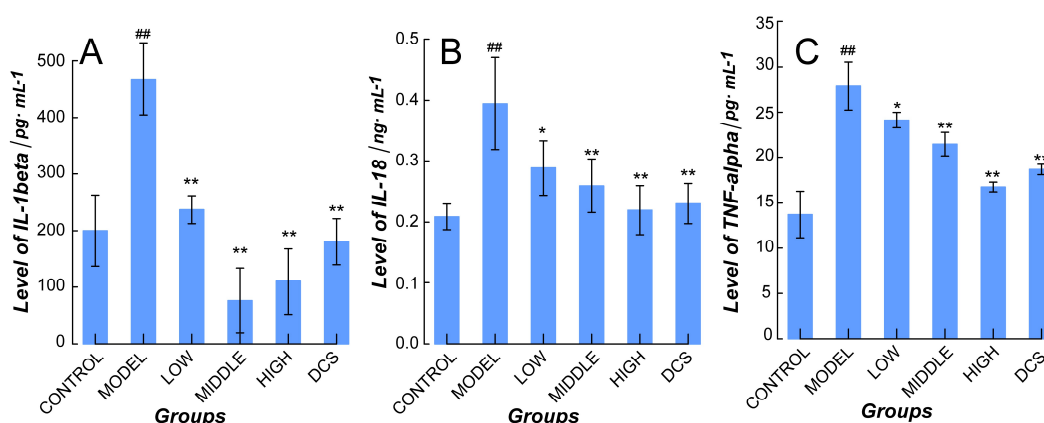 A
Level of IL-1beta/pg· mL-1
500
400
300
200
100
0
##
**
**
**
**
CONTROL
MODEL
LOW
MIDDLE
HIGH
DCS
Groups
B
Level of IL-18/ng· mL-1
0.5
0.4
0.3
0.2
0.1
0.0
##
*
**
**
**
CONTROL
MODEL
LOW
MIDDLE
HIGH
DCS
Groups
C
Level of TNF-alpha/pg· mL-1
35
30
25
20
15
10
5
0
##
*
**
**
**
CONTROL
MODEL
LOW
MIDDLE
HIGH
DCS
Groups